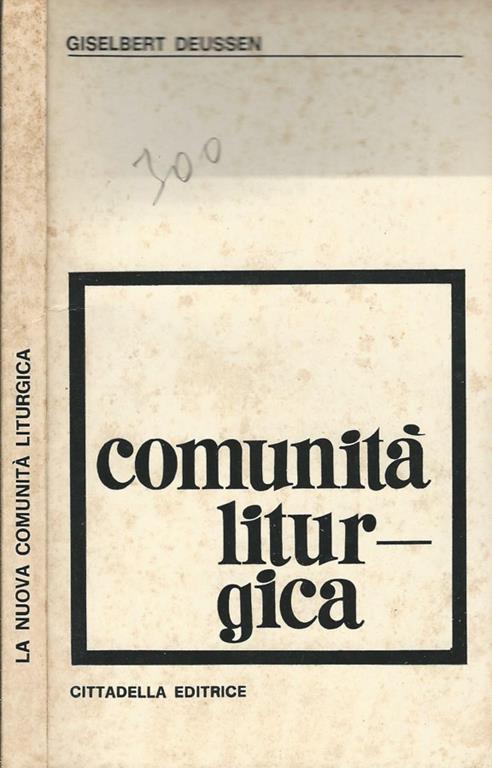 GISELBERT DEUSSEN
300
comunità
litur—
gica
CITTADELLA EDITRICE
LA NUOVA COMUNITÀ LITURGICA